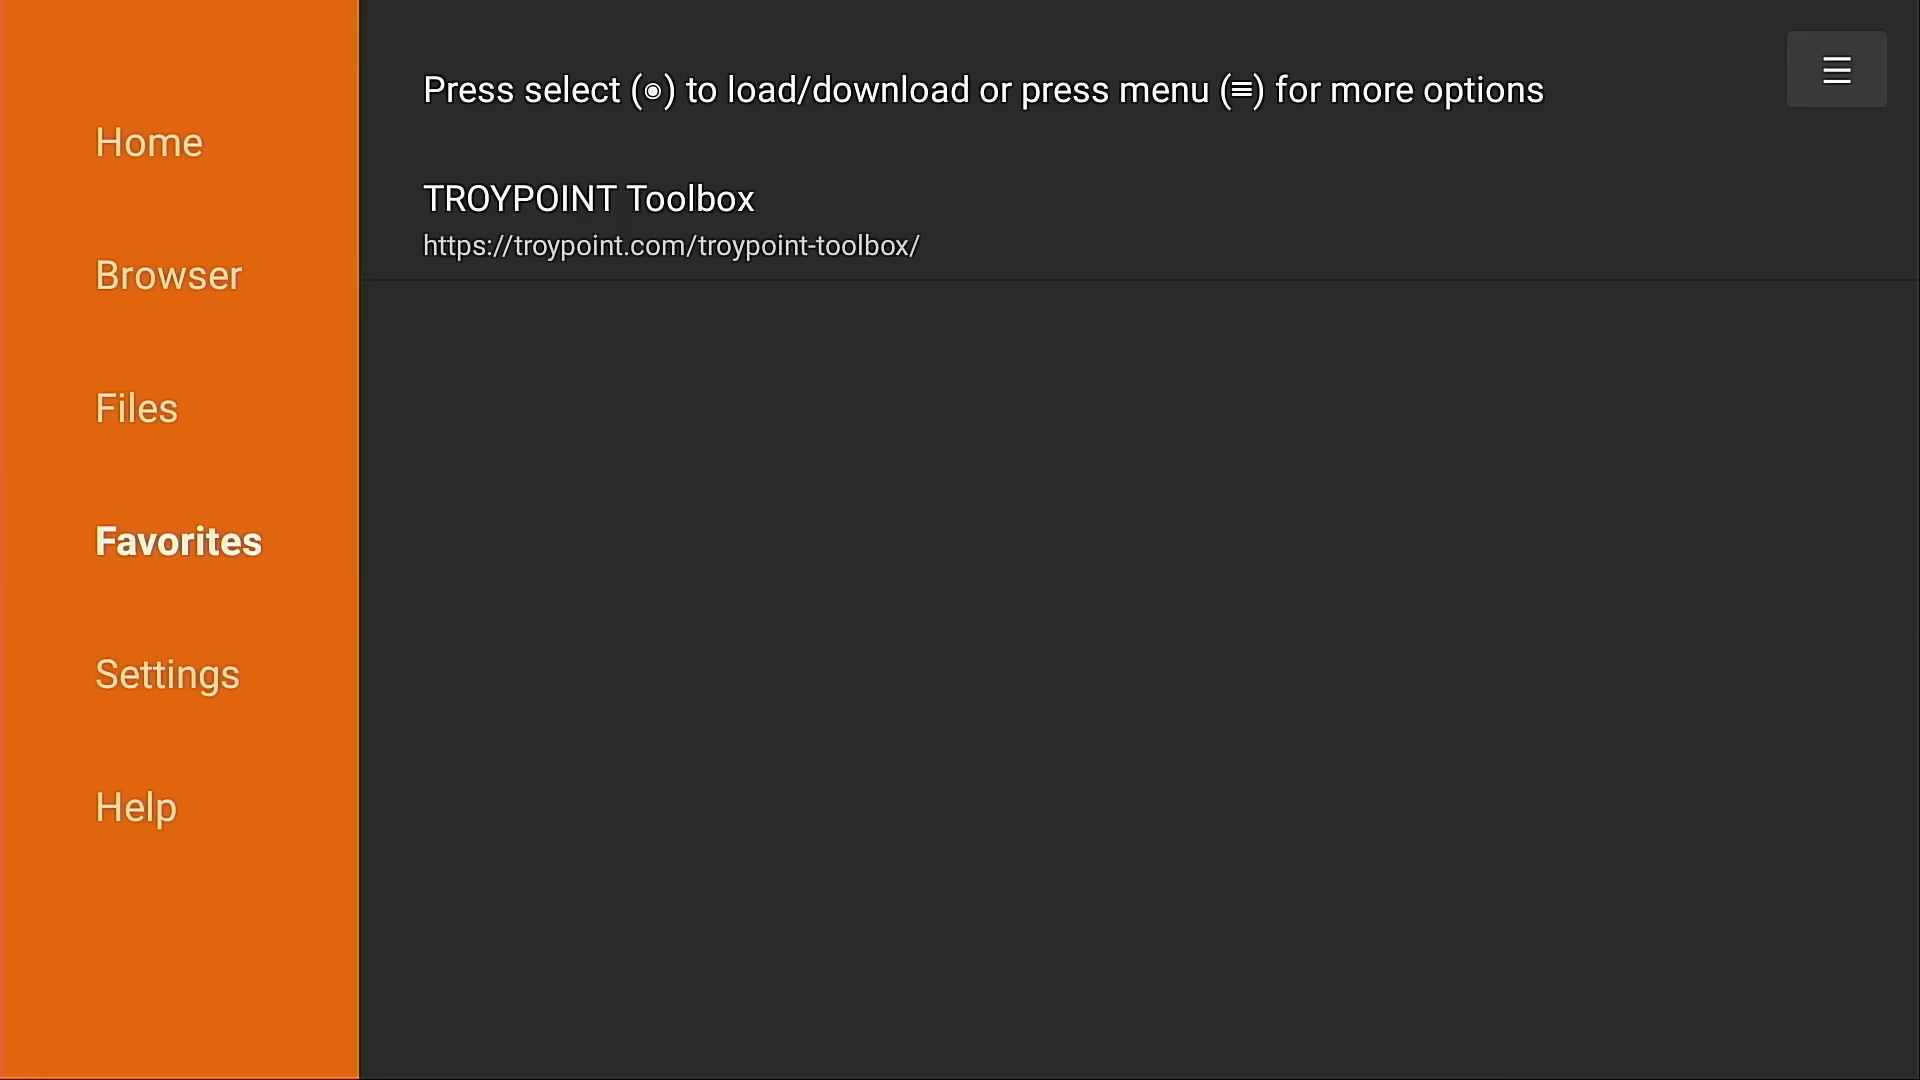 Home
Browser
Files
Favorites
Settings
Help
Press select (◉) to load/download or press menu (≡) for more options
TROYPOINT Toolbox
https://troypoint.com/troypoint-toolbox/